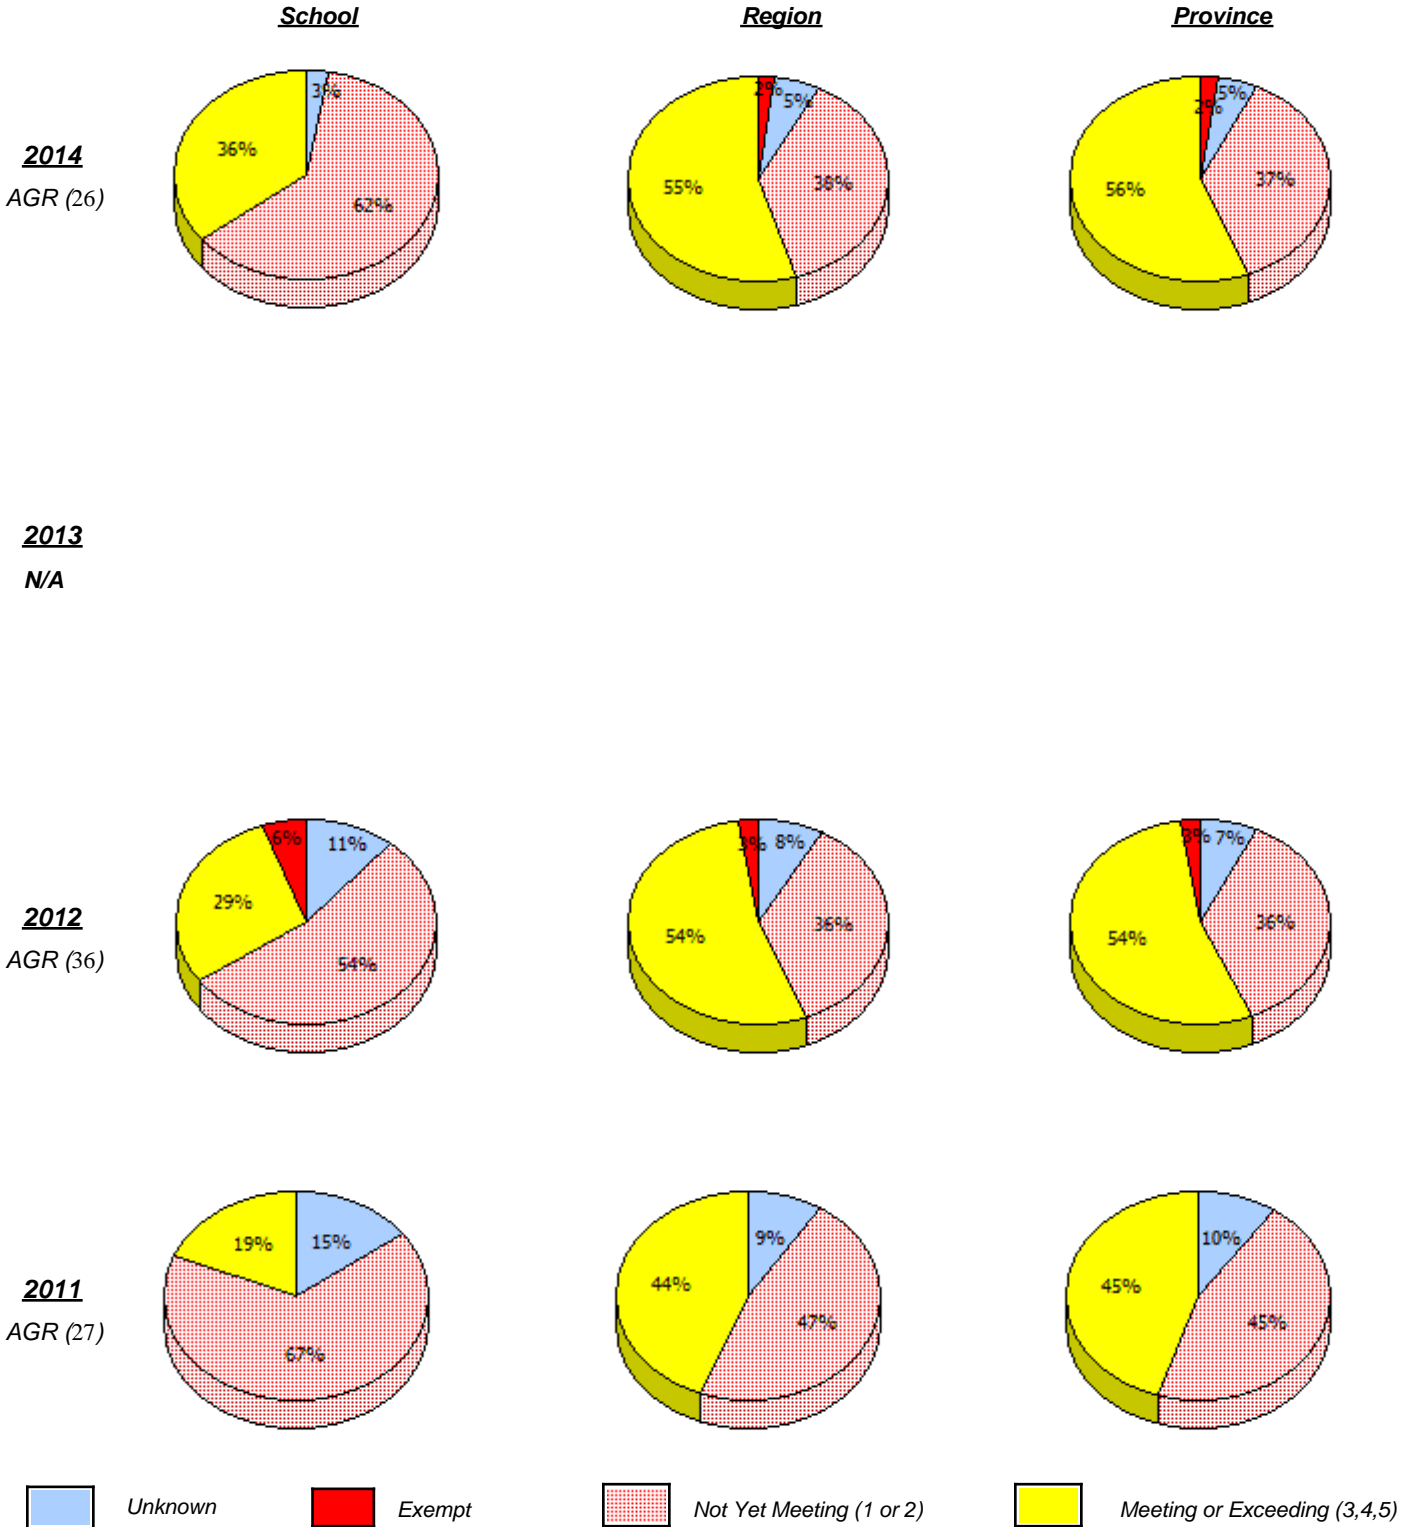 School Region Province
2014
AGR (26)
3% 62% 36%
2% 5% 38% 55%
2% 5% 37% 56%
2013
N/A
2012
AGR (36)
6% 11% 29% 54%
3% 8% 36% 54%
3% 7% 36% 54%
2011
AGR (27)
19% 15% 67%
9% 44% 47%
10% 45% 45%
Unknown Exempt Not Yet Meeting (1 or 2) Meeting or Exceeding (3,4,5)